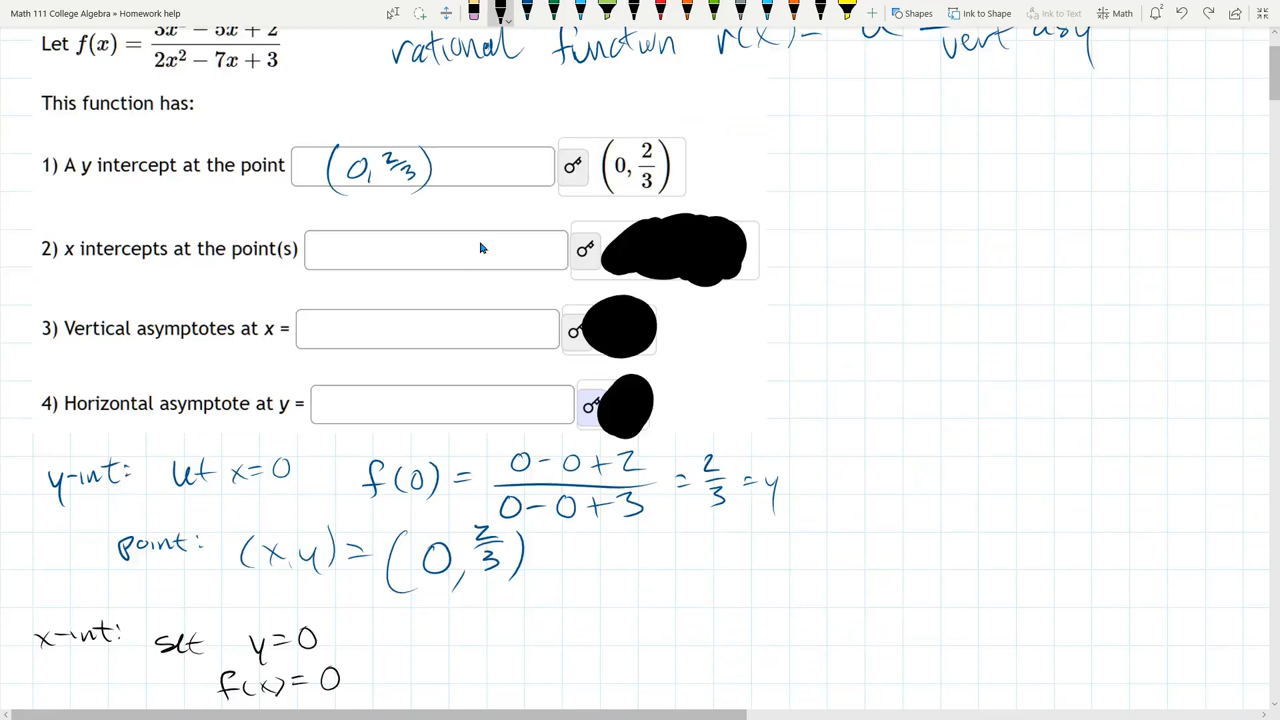 Math 111 College Algebra » Homework help
Shapes Ink to Shape Ink to Text Math
Let f(x) = (3x² − 5x + 2)/(2x² − 7x + 3)
rational function r(x) =
vert asy
This function has:
1) A y intercept at the point (0, 2/3) (0, 2/3)
2) x intercepts at the point(s)
3) Vertical asymptotes at x =
4) Horizontal asymptote at y =
y-int: let x=0 f(0) = (0-0+2)/(0-0+3) = 2/3 = y
point: (x,y) = (0, 2/3)
x-int: set y=0
f(x)=0